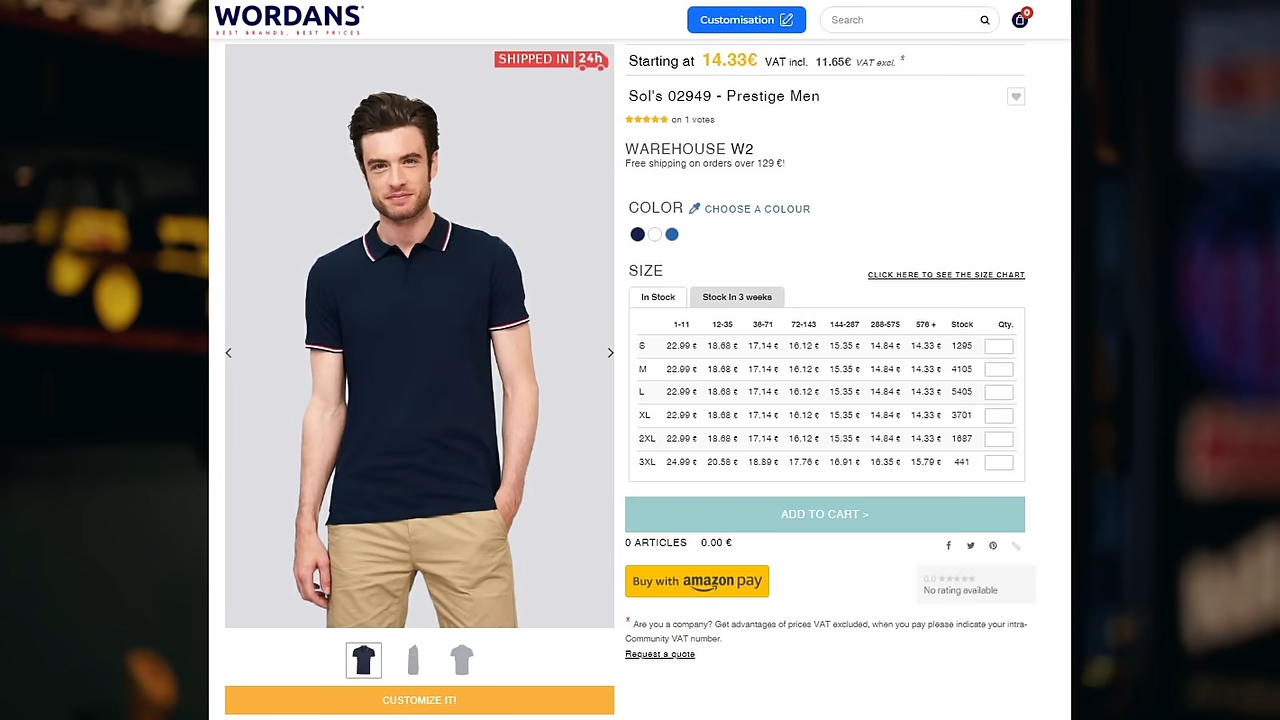 WORDANS
BEST BRANDS, BEST PRICES
Customisation
Search
0
SHIPPED IN 24h
Starting at 14.33€ VAT incl. 11.65€ VAT excl. *
Sol's 02949 - Prestige Men
on 1 votes
WAREHOUSE W2
Free shipping on orders over 129 €!
COLOR CHOOSE A COLOUR
SIZE
CLICK HERE TO SEE THE SIZE CHART
In Stock Stock In 3 weeks
1-11 12-35 36-71 72-143 144-287 288-575 576 + Stock Qty.
S 22.99 € 18.68 € 17.14 € 16.12 € 15.35 € 14.84 € 14.33 € 1295
M 22.99 € 18.68 € 17.14 € 16.12 € 15.35 € 14.84 € 14.33 € 4105
L 22.99 € 18.68 € 17.14 € 16.12 € 15.35 € 14.84 € 14.33 € 5405
XL 22.99 € 18.68 € 17.14 € 16.12 € 15.35 € 14.84 € 14.33 € 3701
2XL 22.99 € 18.68 € 17.14 € 16.12 € 15.35 € 14.84 € 14.33 € 1687
3XL 24.99 € 20.58 € 18.89 € 17.76 € 16.91 € 16.35 € 15.79 € 441
ADD TO CART >
0 ARTICLES 0.00 €
Buy with amazon pay
0.0
No rating available
* Are you a company? Get advantages of prices VAT excluded, when you pay please indicate your intra-
Community VAT number.
Request a quote
CUSTOMIZE IT!